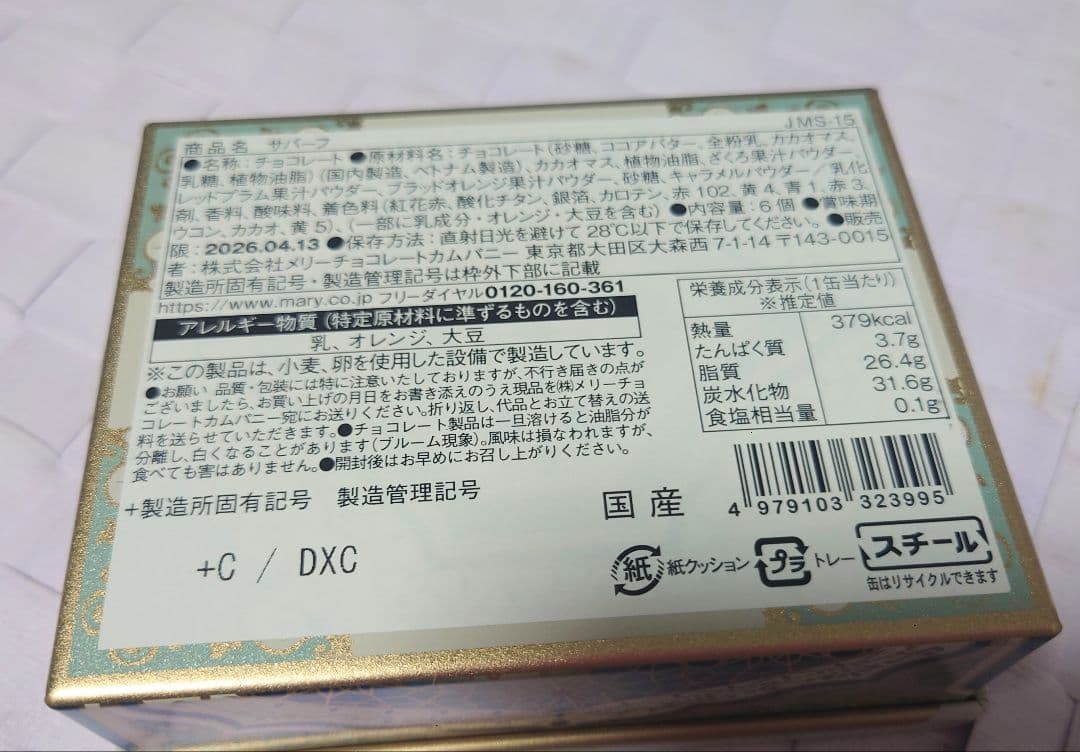 JMS-15
商品名 サバーフ
●名称：チョコレート ●原材料名：チョコレート（砂糖、ココアバター、全粉乳、カカオマス、
乳糖、植物油脂）（国内製造、ベトナム製造）、カカオマス、植物油脂、ざくろ果汁パウダー、
レッドプラム果汁パウダー、ブラッドオレンジ果汁パウダー、砂糖、キャラメルパウダー／乳化
剤、香料、酸味料、着色料（紅花赤、酸化チタン、銀箔、カロテン、赤102、黄4、青1、赤3、
ウコン、カカオ、黄5）、（一部に乳成分・オレンジ・大豆を含む）●内容量：6個 ●賞味期
限：2026.04.13 ●保存方法：直射日光を避けて28℃以下で保存してください。●販売
者：株式会社メリーチョコレートカムパニー 東京都大田区大森西7-1-14 〒143-0015
製造所固有記号・製造管理記号は枠外下部に記載
https://www.mary.co.jp フリーダイヤル0120-160-361
アレルギー物質（特定原材料に準ずるものを含む）
乳、オレンジ、大豆
※この製品は、小麦、卵を使用した設備で製造しています。
●お願い 品質・包装には特に注意いたしておりますが、不行き届きの点が
ございましたら、お買い上げの月日をお書き添えのうえ現品を㈱メリーチョ
コレートカムパニー宛にお送りください。折り返し、代品とお立て替えの送
料を送らせていただきます。●チョコレート製品は一旦溶けると油脂分が
分離し、白くなることがあります（ブルーム現象）。風味は損なわれますが、
食べても害はありません。●開封後はお早めにお召し上がりください。
栄養成分表示（1缶当たり）
※推定値
熱量 379kcal
たんぱく質 3.7g
脂質 26.4g
炭水化物 31.6g
食塩相当量 0.1g
+製造所固有記号 製造管理記号
+C / DXC
国産
4 979103 323995
紙 紙クッション プラ トレー スチール
缶はリサイクルできます